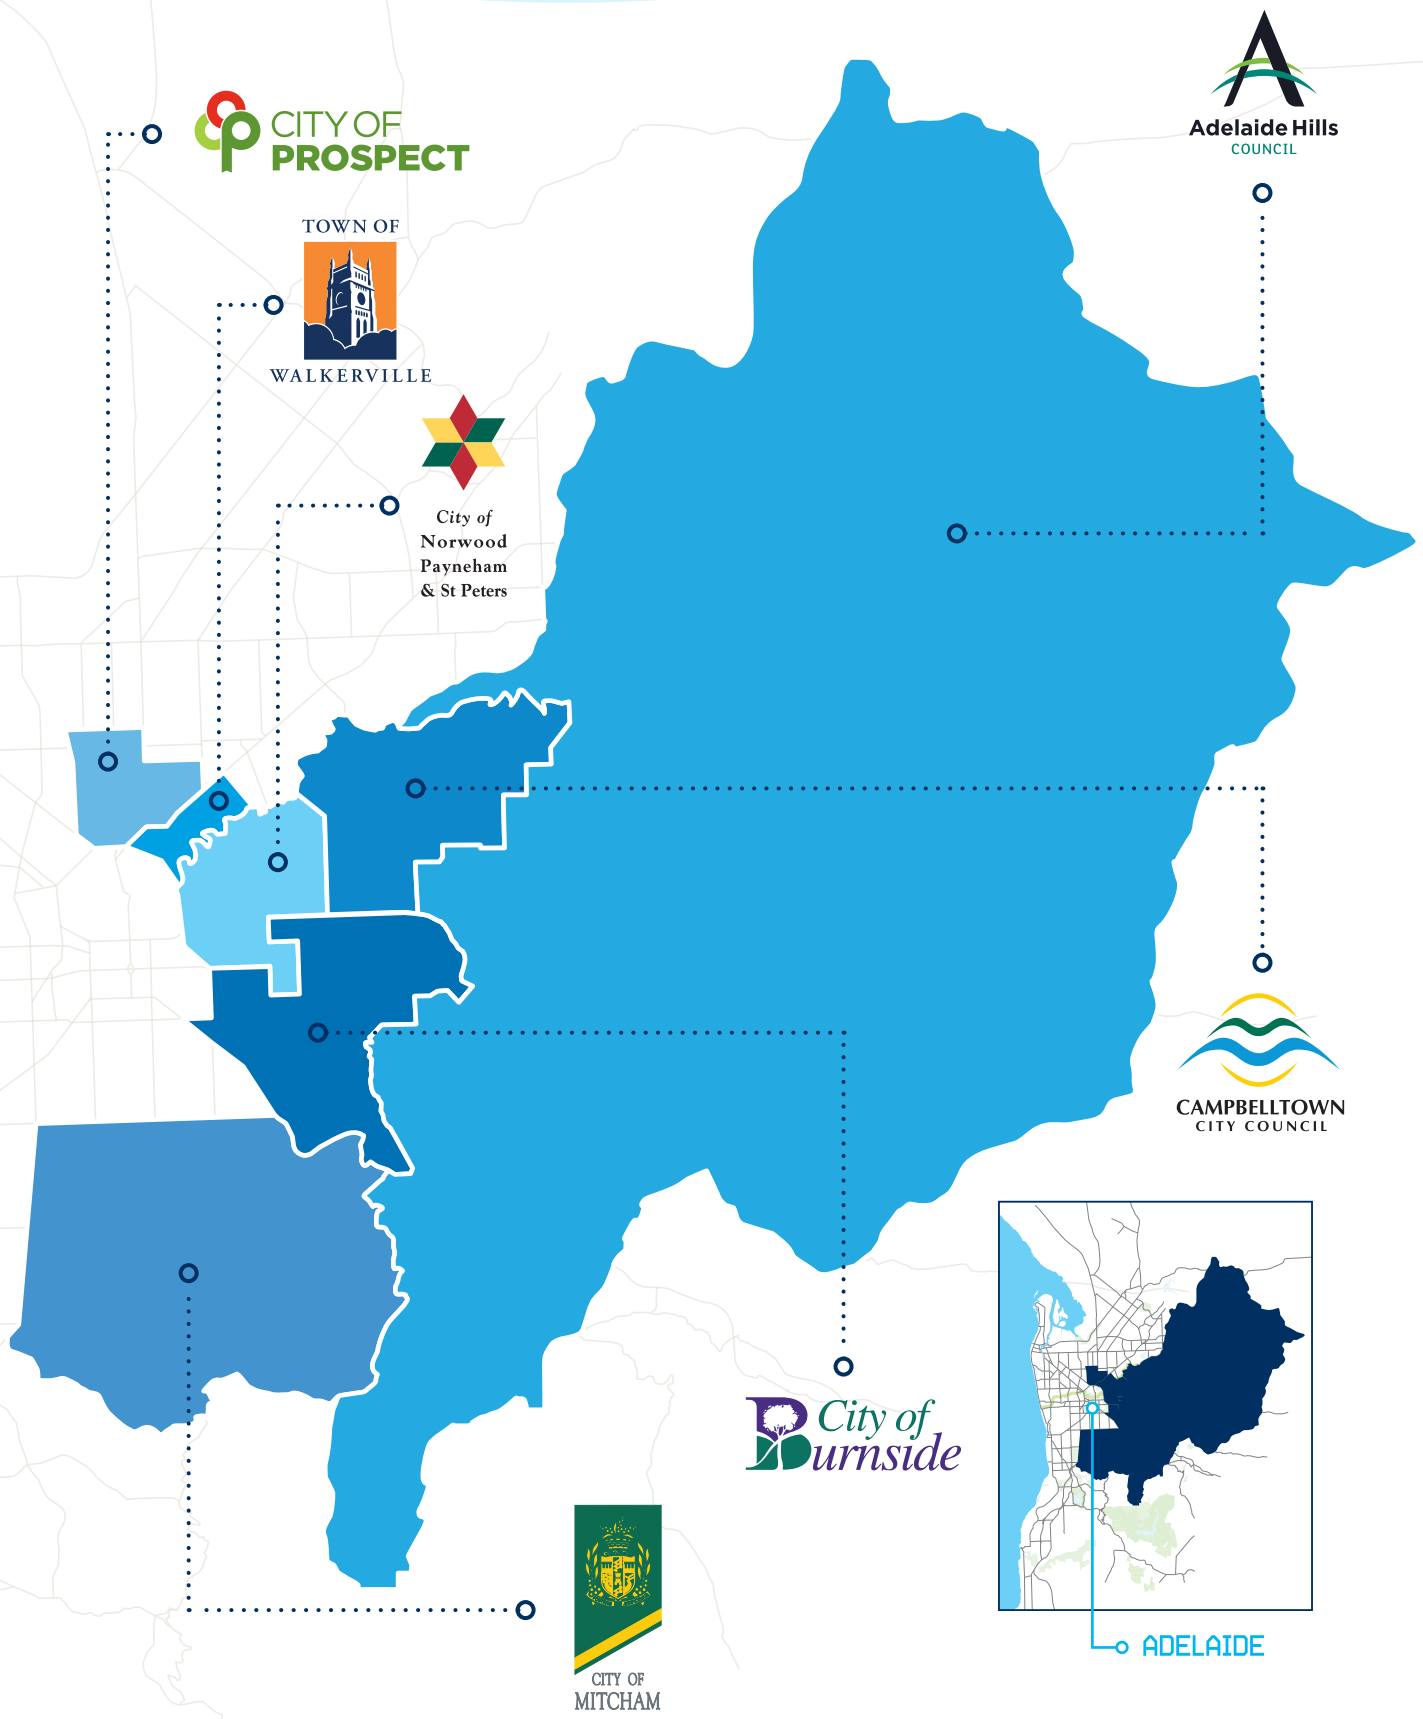 CITY OF
PROSPECT
Adelaide Hills
COUNCIL
TOWN OF
WALKERVILLE
City of
Norwood
Payneham
& St Peters
CAMPBELLTOWN
CITY COUNCIL
City of
Burnside
CITY OF
MITCHAM
ADELAIDE